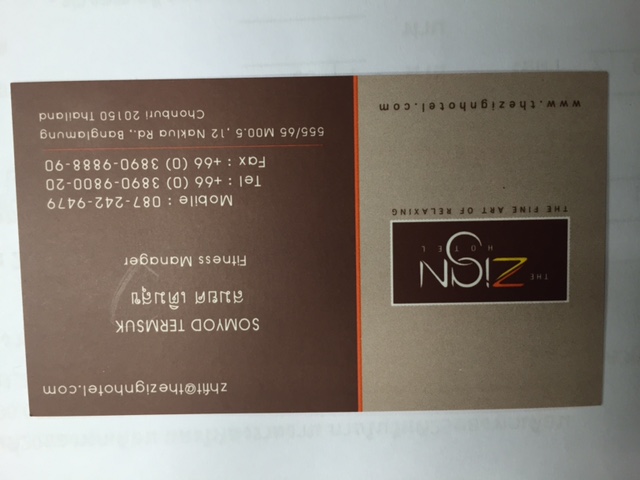 THE ZIGN
HOTEL
THE FINE ART OF RELAXING
www.thezignhotel.com
zhfit@thezignhotel.com
SOMYOD TERMSUK
สมยศ เติมสุข
Fitness Manager
Mobile : 087-242-9479
Tel : +66 (0) 3890-9800-20
Fax : +66 (0) 3890-9888-90
555/65 M00.5 ,12 Naklua Rd., Banglamung
Chonburi 20150 Thailand